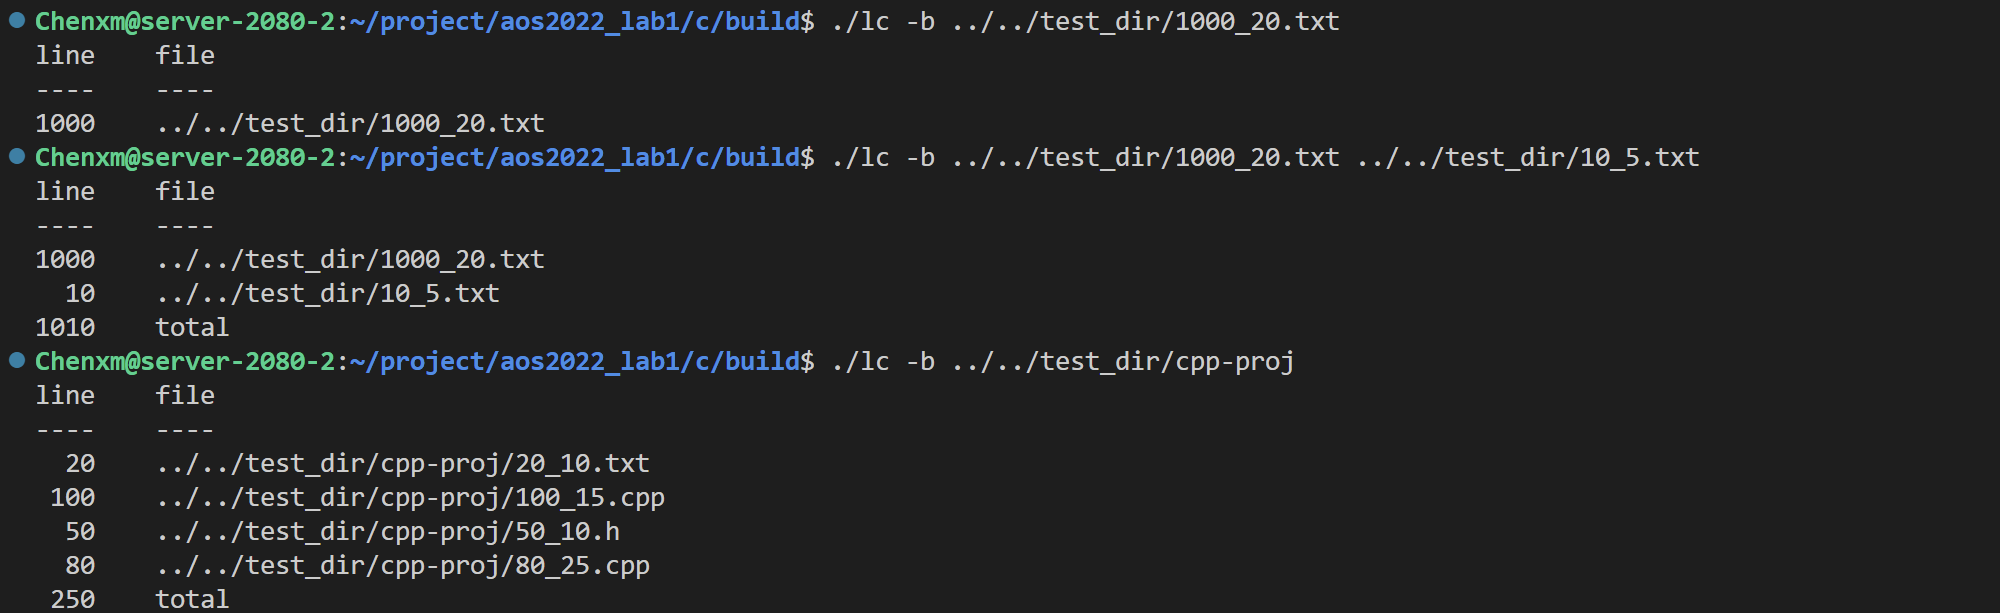 Chenxm@server-2080-2:~/project/aos2022_lab1/c/build$ ./lc -b ../../test_dir/1000_20.txt
line    file
----    ----
1000    ../../test_dir/1000_20.txt
Chenxm@server-2080-2:~/project/aos2022_lab1/c/build$ ./lc -b ../../test_dir/1000_20.txt ../../test_dir/10_5.txt
line    file
----    ----
1000    ../../test_dir/1000_20.txt
  10    ../../test_dir/10_5.txt
1010    total
Chenxm@server-2080-2:~/project/aos2022_lab1/c/build$ ./lc -b ../../test_dir/cpp-proj
line    file
----    ----
  20    ../../test_dir/cpp-proj/20_10.txt
 100    ../../test_dir/cpp-proj/100_15.cpp
  50    ../../test_dir/cpp-proj/50_10.h
  80    ../../test_dir/cpp-proj/80_25.cpp
 250    total